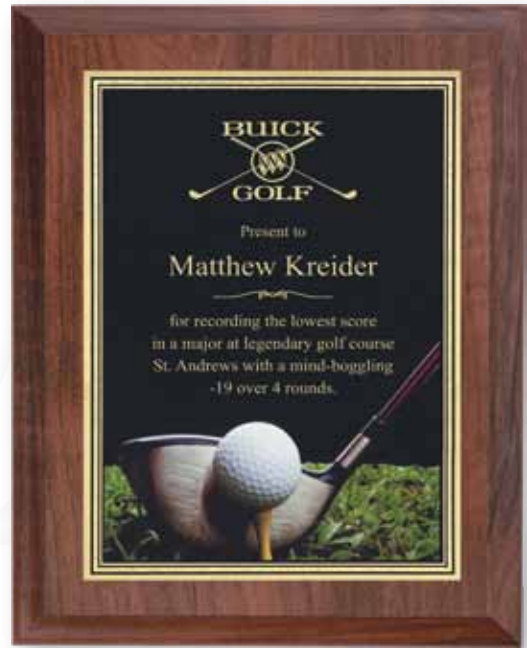 BUICK
GOLF
Present to
Matthew Kreider
for recording the lowest score
in a major at legendary golf course
St. Andrews with a mind-boggling
-19 over 4 rounds.